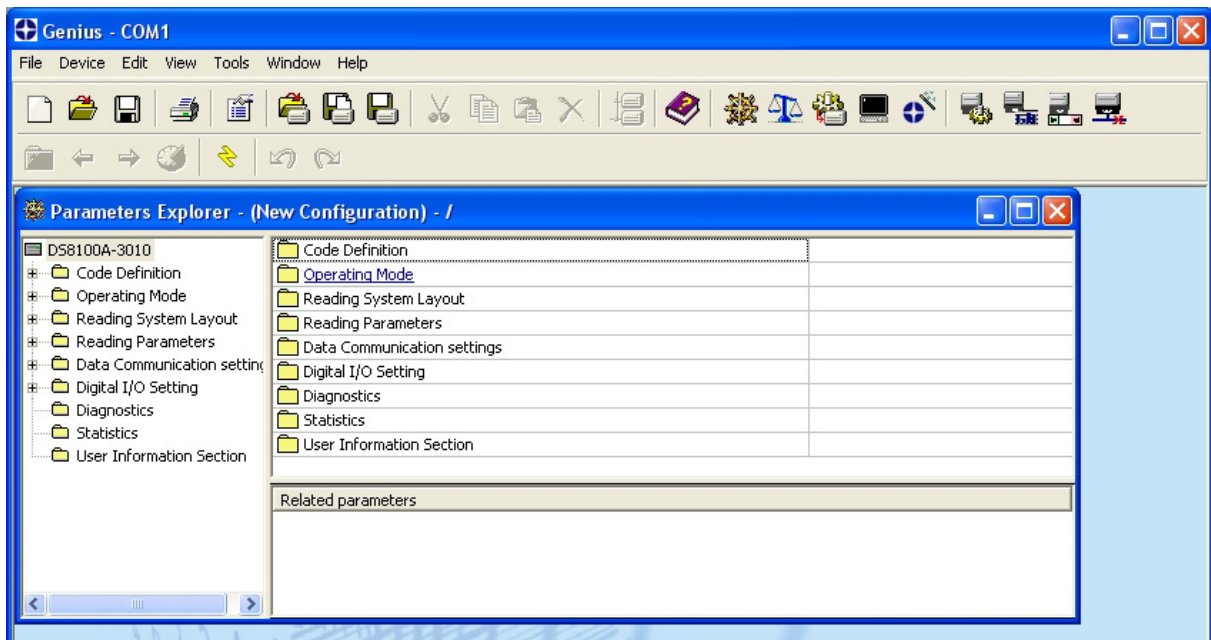 Genius - COM1
File Device Edit View Tools Window Help
Parameters Explorer - (New Configuration) - /
DS8100A-3010
Code Definition
Operating Mode
Reading System Layout
Reading Parameters
Data Communication setting
Digital I/O Setting
Diagnostics
Statistics
User Information Section
Code Definition
Operating Mode
Reading System Layout
Reading Parameters
Data Communication settings
Digital I/O Setting
Diagnostics
Statistics
User Information Section
Related parameters